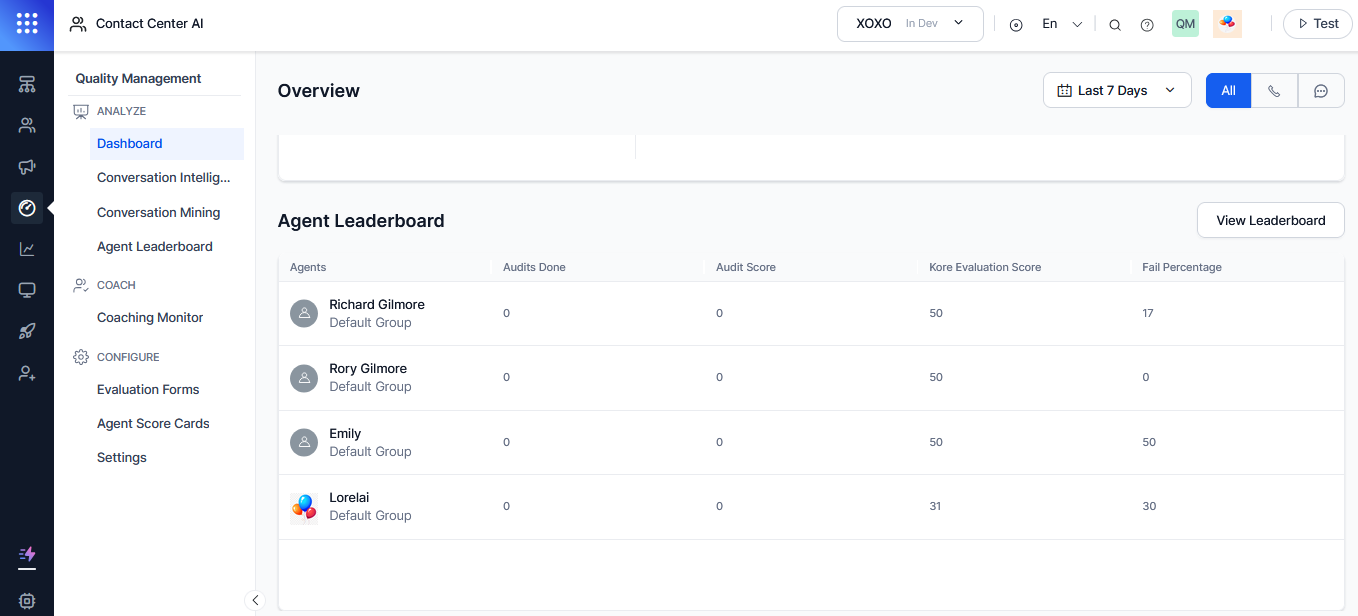 Contact Center AI
XOXO In Dev
En
QM
Test
Quality Management
ANALYZE
Dashboard
Conversation Intellig...
Conversation Mining
Agent Leaderboard
COACH
Coaching Monitor
CONFIGURE
Evaluation Forms
Agent Score Cards
Settings
Overview
Last 7 Days
All
Agent Leaderboard
View Leaderboard
Agents Audits Done Audit Score Kore Evaluation Score Fail Percentage
Richard Gilmore
Default Group
0 0 50 17
Rory Gilmore
Default Group
0 0 50 0
Emily
Default Group
0 0 50 50
Lorelai
Default Group
0 0 31 30